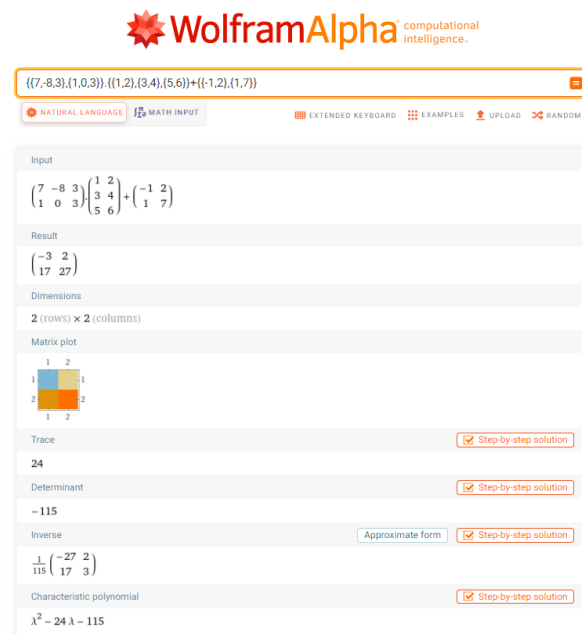 WolframAlpha computational intelligence.
{{7,-8,3},{1,0,3}}.{{1,2},{3,4},{5,6}}+{{-1,2},{1,7}}
NATURAL LANGUAGE MATH INPUT EXTENDED KEYBOARD EXAMPLES UPLOAD RANDOM
Input
(7 -8 3
1 0 3).(1 2
3 4
5 6)+(-1 2
1 7)
Result
(-3 2
17 27)
Dimensions
2 (rows) × 2 (columns)
Matrix plot
1 2
1 1
2 2
1 2
Trace Step-by-step solution
24
Determinant Step-by-step solution
-115
Inverse Approximate form Step-by-step solution
1/115 (-27 2
17 3)
Characteristic polynomial Step-by-step solution
λ² − 24 λ − 115